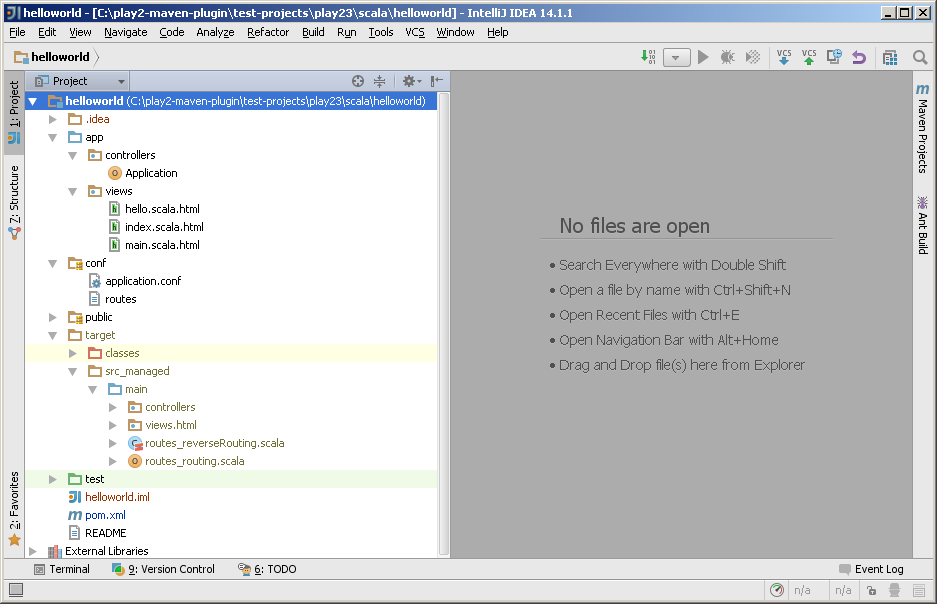 helloworld - [C:\play2-maven-plugin\test-projects\play23\scala\helloworld] - IntelliJ IDEA 14.1.1
File Edit View Navigate Code Analyze Refactor Build Run Tools VCS Window Help
helloworld
VCS VCS
1: Project
7: Structure
2: Favorites
Project
helloworld (C:\play2-maven-plugin\test-projects\play23\scala\helloworld)
.idea
app
controllers
Application
views
hello.scala.html
index.scala.html
main.scala.html
conf
application.conf
routes
public
target
classes
src_managed
main
controllers
views.html
routes_reverseRouting.scala
routes_routing.scala
test
helloworld.iml
pom.xml
README
External Libraries
No files are open
• Search Everywhere with Double Shift
• Open a file by name with Ctrl+Shift+N
• Open Recent Files with Ctrl+E
• Open Navigation Bar with Alt+Home
• Drag and Drop file(s) here from Explorer
Maven Projects
Ant Build
Terminal 9: Version Control 6: TODO Event Log
n/a n/a